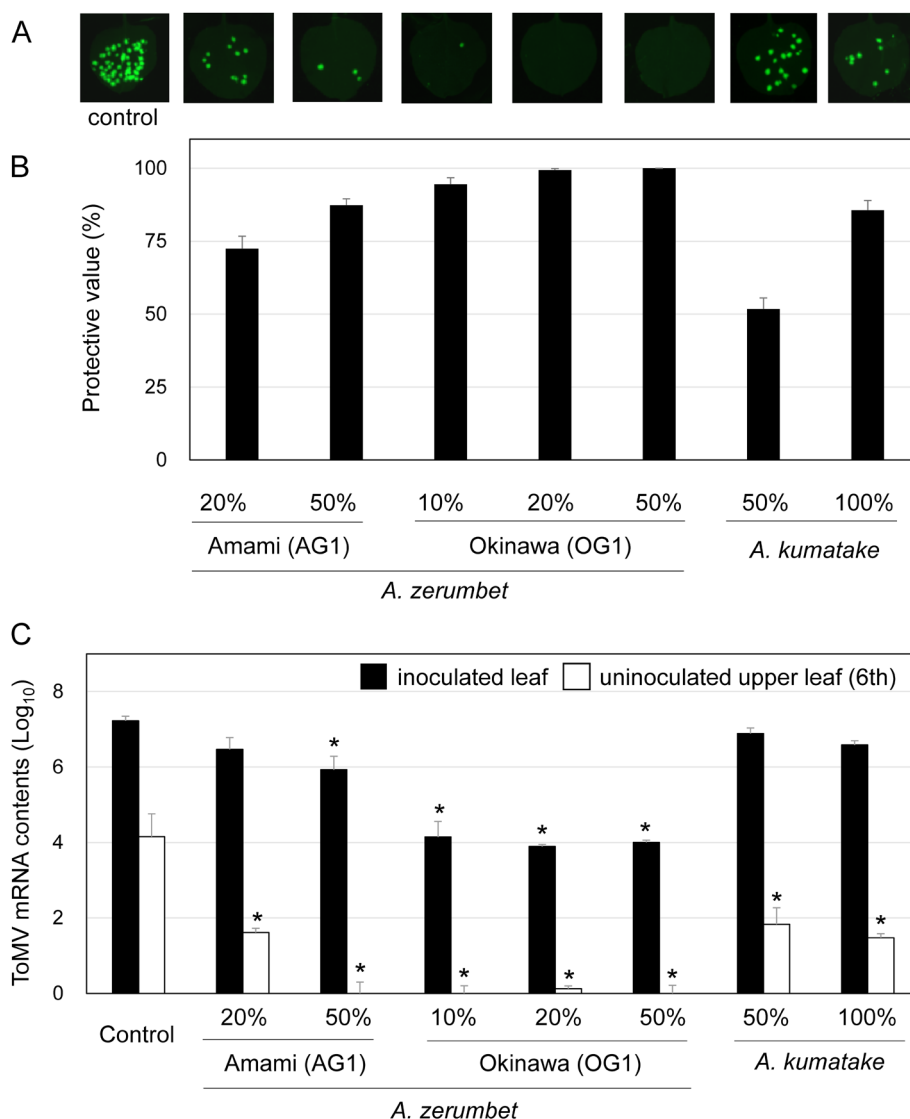 A
control
B
Protective value (%)
100
75
50
25
0
20% 50% 10% 20% 50% 50% 100%
Amami (AG1) Okinawa (OG1) A. kumatake
A. zerumbet
C
ToMV mRNA contents (Log10)
inoculated leaf uninoculated upper leaf (6th)
8
6
4
2
0
* * * * * * * * * * *
Control 20% 50% 10% 20% 50% 50% 100%
Amami (AG1) Okinawa (OG1) A. kumatake
A. zerumbet